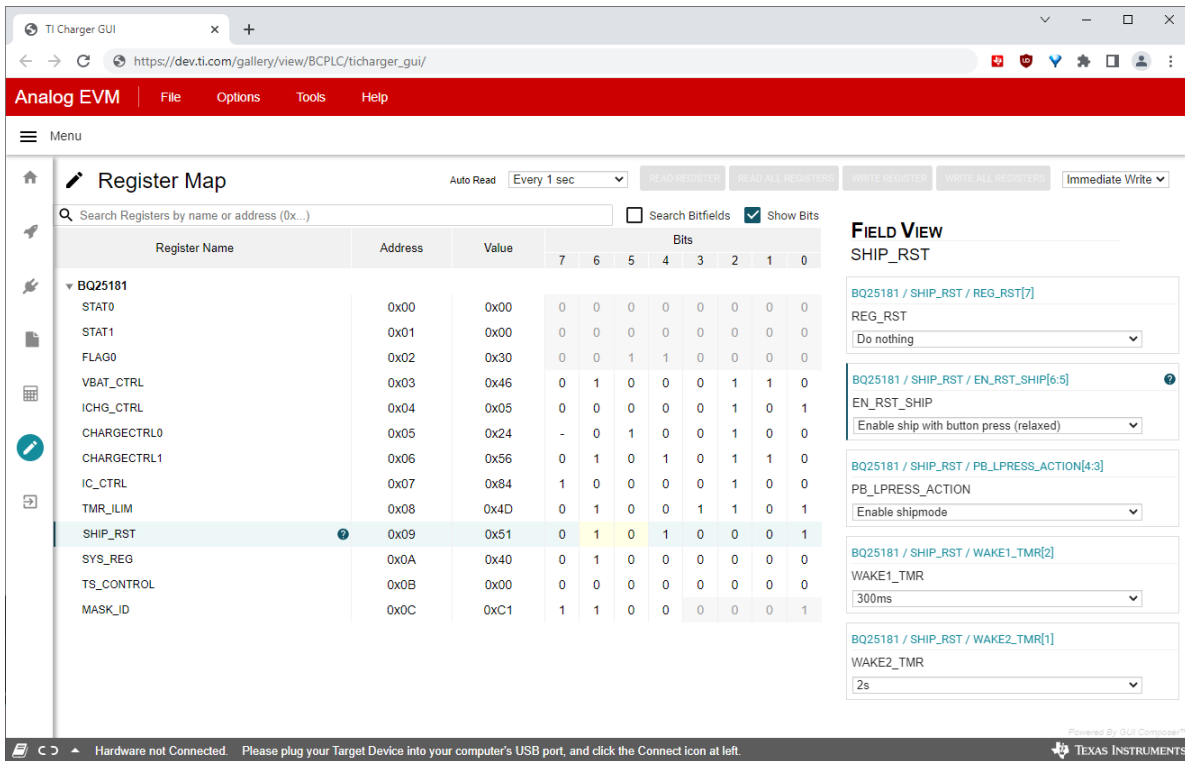 TI Charger GUI
https://dev.ti.com/gallery/view/BCPLC/ticharger_gui/
Analog EVM File Options Tools Help
Menu
Register Map Auto Read Every 1 sec READ REGISTER READ ALL REGISTERS WRITE REGISTER WRITE ALL REGISTERS Immediate Write
Search Registers by name or address (0x...) Search Bitfields Show Bits
Register Name Address Value Bits
7 6 5 4 3 2 1 0
BQ25181
STAT0 0x00 0x00 0 0 0 0 0 0 0 0
STAT1 0x01 0x00 0 0 0 0 0 0 0 0
FLAG0 0x02 0x30 0 0 1 1 0 0 0 0
VBAT_CTRL 0x03 0x46 0 1 0 0 0 1 1 0
ICHG_CTRL 0x04 0x05 0 0 0 0 0 1 0 1
CHARGECTRL0 0x05 0x24 - 0 1 0 0 1 0 0
CHARGECTRL1 0x06 0x56 0 1 0 1 0 1 1 0
IC_CTRL 0x07 0x84 1 0 0 0 0 1 0 0
TMR_ILIM 0x08 0x4D 0 1 0 0 1 1 0 1
SHIP_RST ? 0x09 0x51 0 1 0 1 0 0 0 1
SYS_REG 0x0A 0x40 0 1 0 0 0 0 0 0
TS_CONTROL 0x0B 0x00 0 0 0 0 0 0 0 0
MASK_ID 0x0C 0xC1 1 1 0 0 0 0 0 1
FIELD VIEW
SHIP_RST
BQ25181 / SHIP_RST / REG_RST[7]
REG_RST
Do nothing
BQ25181 / SHIP_RST / EN_RST_SHIP[6:5] ?
EN_RST_SHIP
Enable ship with button press (relaxed)
BQ25181 / SHIP_RST / PB_LPRESS_ACTION[4:3]
PB_LPRESS_ACTION
Enable shipmode
BQ25181 / SHIP_RST / WAKE1_TMR[2]
WAKE1_TMR
300ms
BQ25181 / SHIP_RST / WAKE2_TMR[1]
WAKE2_TMR
2s
Powered By GUI Composer™
Hardware not Connected. Please plug your Target Device into your computer's USB port, and click the Connect icon at left. TEXAS INSTRUMENTS